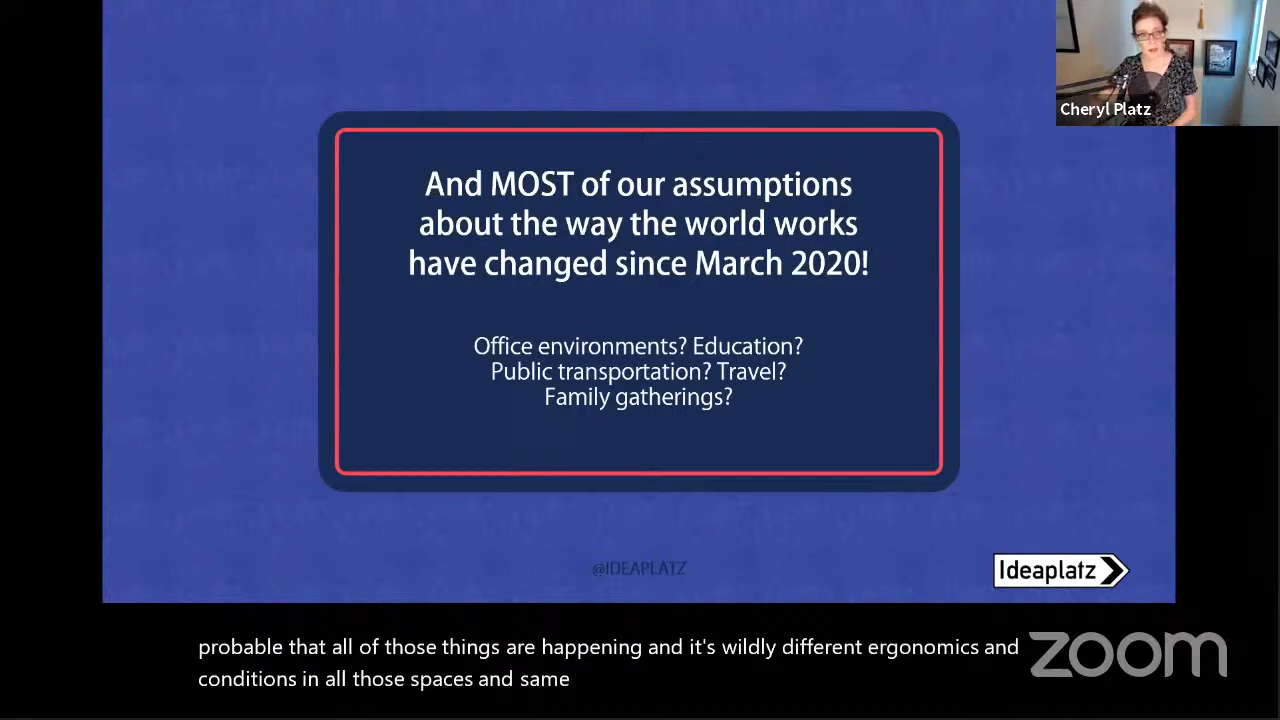 Cheryl Platz
And MOST of our assumptions
about the way the world works
have changed since March 2020!
Office environments? Education?
Public transportation? Travel?
Family gatherings?
@IDEAPLATZ
Ideaplatz
probable that all of those things are happening and it's wildly different ergonomics and
conditions in all those spaces and same
zoom